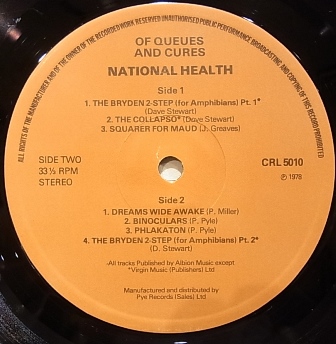 ALL RIGHTS OF THE MANUFACTURER AND OF THE OWNER OF THE RECORDED WORK RESERVED UNAUTHORISED PUBLIC PERFORMANCE BROADCASTING AND COPYING OF THIS RECORD PROHIBITED
OF QUEUES
AND CURES
NATIONAL HEALTH
Side 1
1. THE BRYDEN 2-STEP (for Amphibians) Pt. 1*
(Dave Stewart)
2. THE COLLAPSO* (Dave Stewart)
3. SQUARER FOR MAUD (J. Greaves)
SIDE TWO
33⅓ RPM
STEREO
CRL 5010
℗ 1978
Side 2
1. DREAMS WIDE AWAKE (P. Miller)
2. BINOCULARS (P. Pyle)
3. PHLAKATON (P. Pyle)
4. THE BRYDEN 2-STEP (for Amphibians) Pt. 2*
(D. Stewart)
-All tracks Published by Albion Music except
*Virgin Music (Publishers) Ltd
Manufactured and distributed by
Pye Records (Sales) Ltd